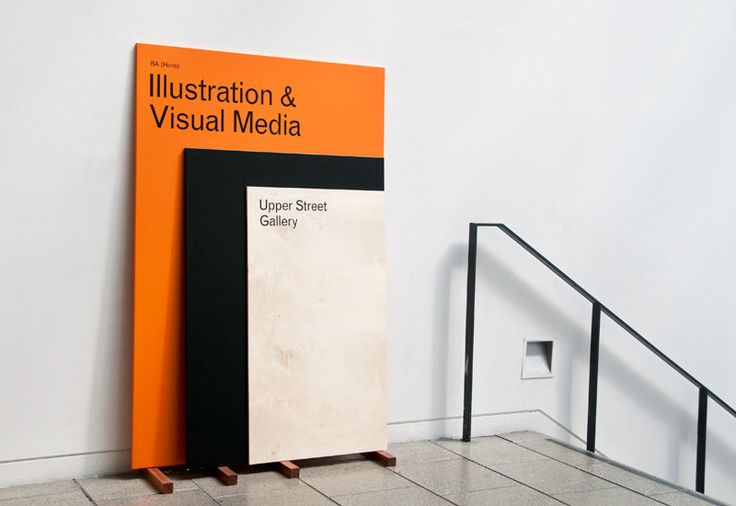 BA (Hons)
Illustration &
Visual Media
Upper Street
Gallery